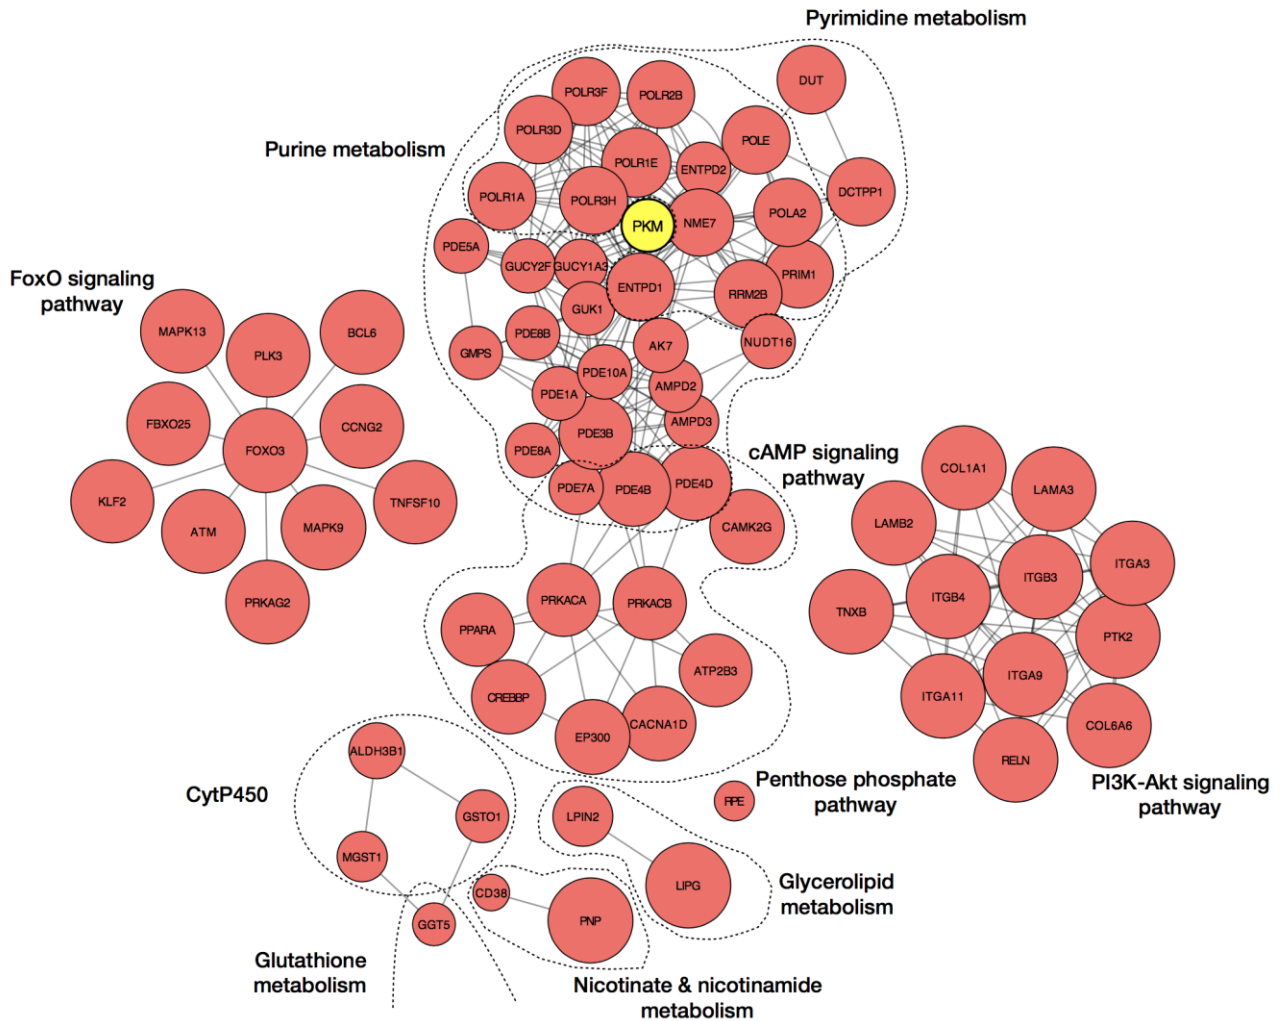 Pyrimidine metabolism
DUT
POLR3F
POLR2B
POLR3D
POLE
Purine metabolism
POLR1E
ENTPD2
POLR1A
POLR3H
DCTPP1
POLA2
PKM
NME7
PDE5A
GUCY2F
GUCY1A3
PRIM1
FoxO signaling
pathway
ENTPD1
RRM2B
GUK1
MAPK13
BCL6
PLK3
PDE8B
NUDT16
GMPS
AK7
PDE10A
AMPD2
PDE1A
FBXO25
CCNG2
AMPD3
PDE3B
FOXO3
PDE8A
cAMP signaling
pathway
COL1A1
PDE7A
PDE4B
PDE4D
LAMA3
KLF2
TNFSF10
ATM
MAPK9
CAMK2G
LAMB2
ITGA3
ITGB3
PRKAG2
PRKACA
PRKACB
ITGB4
TNXB
PPARA
PTK2
ATP2B3
ITGA9
CREBBP
ITGA11
CACNA1D
COL6A6
EP300
ALDH3B1
RELN
CytP450
Penthose phosphate
pathway
PI3K-Akt signaling
pathway
RPE
GSTO1
LPIN2
MGST1
LIPG
Glycerolipid
metabolism
CD38
PNP
GGT5
Glutathione
metabolism
Nicotinate & nicotinamide
metabolism